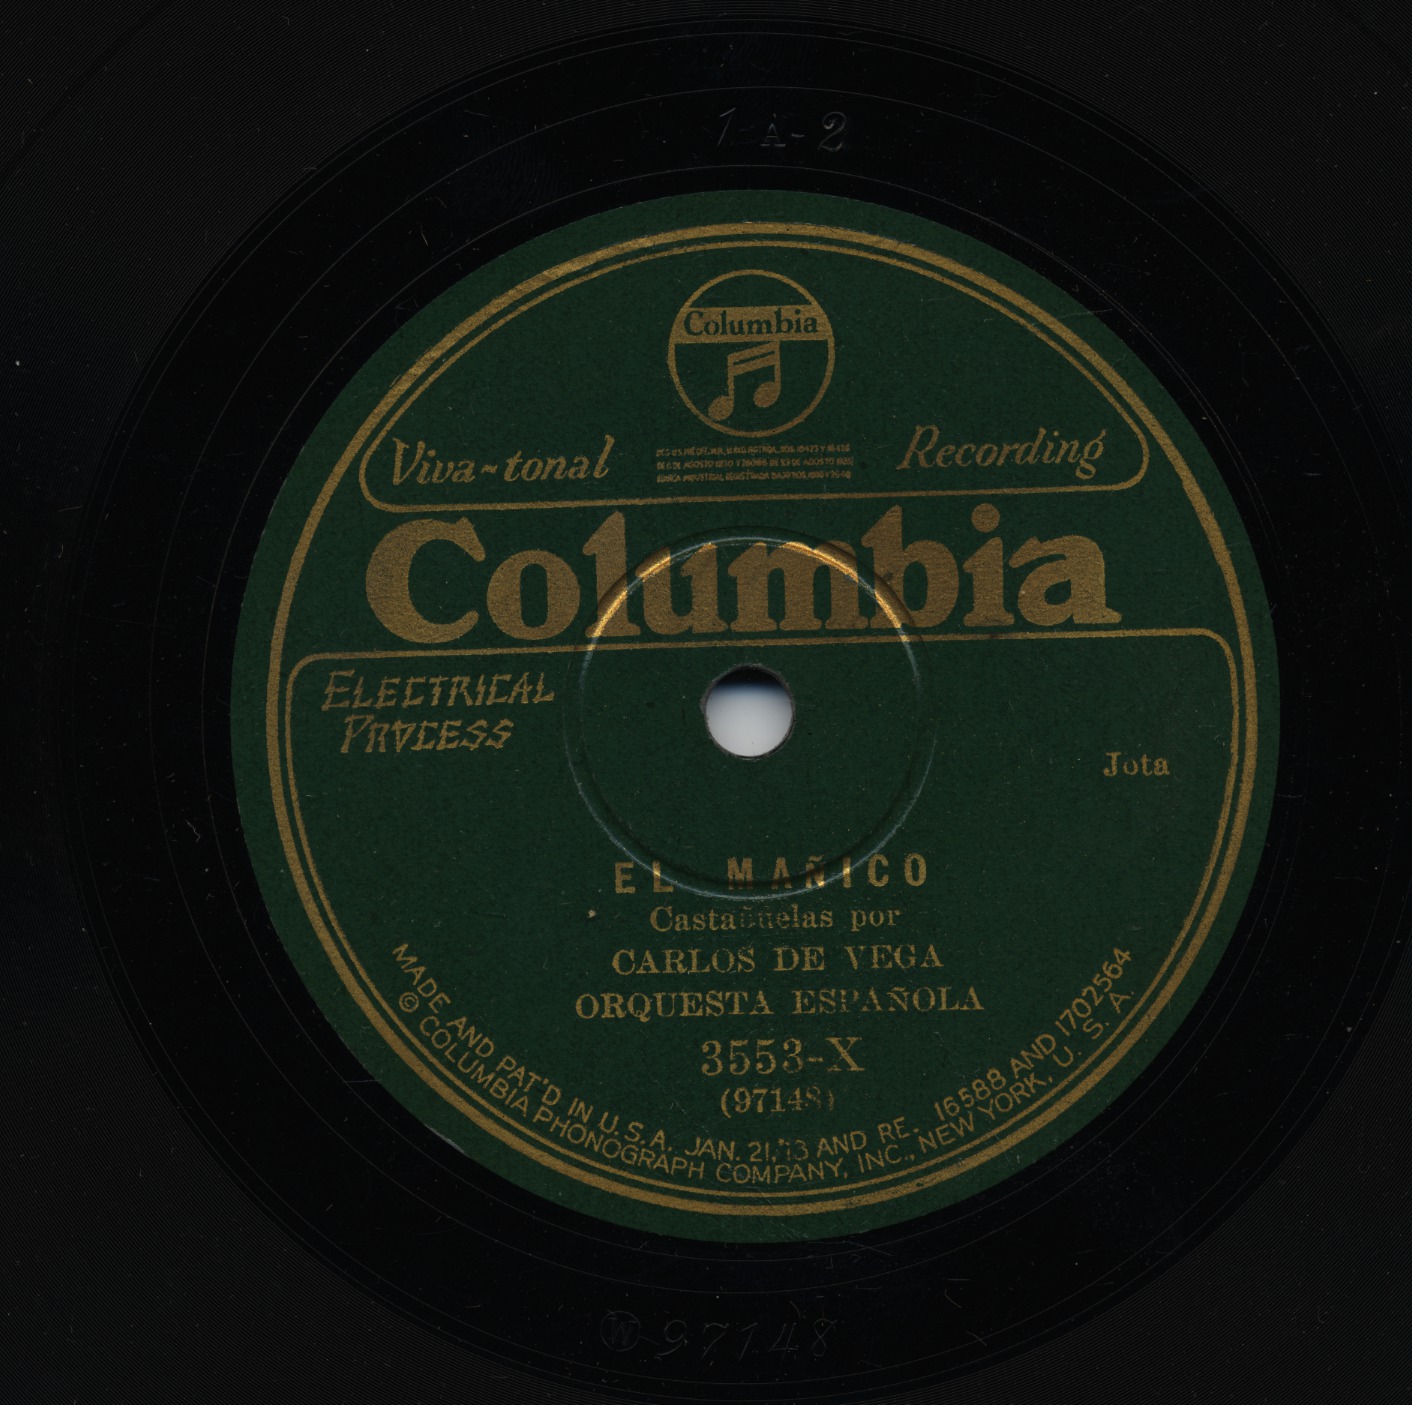 1 A-2
Columbia
Viva-tonal
Recording
Columbia
ELECTRICAL
PROCESS
Jota
EL MAÑICO
Castañuelas por
CARLOS DE VEGA
ORQUESTA ESPAÑOLA
3553-X
(97148)
MADE AND PAT'D IN U.S.A. JAN. 21,'13 AND RE. 16588 AND 1702564
© COLUMBIA PHONOGRAPH COMPANY, INC., NEW YORK, U. S. A.
W 97148